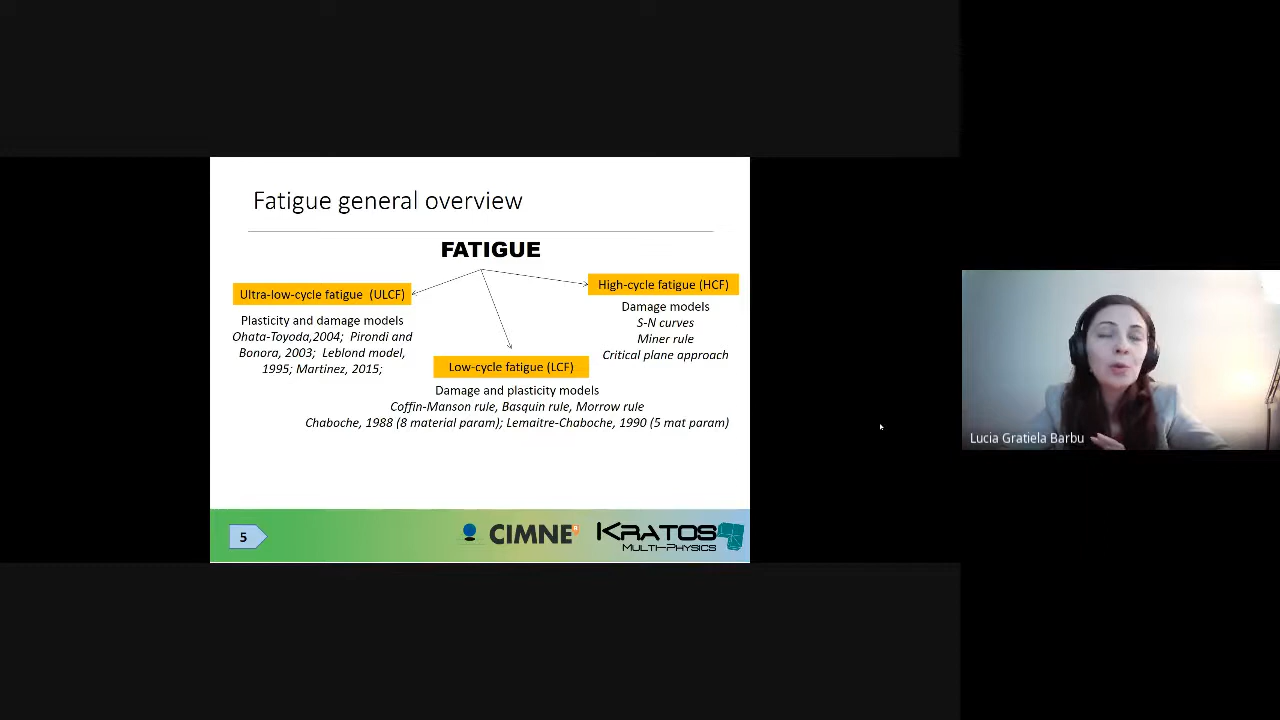 Fatigue general overview
FATIGUE
Ultra-low-cycle fatigue (ULCF)
Plasticity and damage models
Ohata-Toyoda,2004; Pirondi and
Bonora, 2003; Leblond model,
1995; Martinez, 2015;
High-cycle fatigue (HCF)
Damage models
S-N curves
Miner rule
Critical plane approach
Low-cycle fatigue (LCF)
Damage and plasticity models
Coffin-Manson rule, Basquin rule, Morrow rule
Chaboche, 1988 (8 material param); Lemaitre-Chaboche, 1990 (5 mat param)
5
CIMNE
KRATOS
MULTI-PHYSICS
Lucia Gratiela Barbu